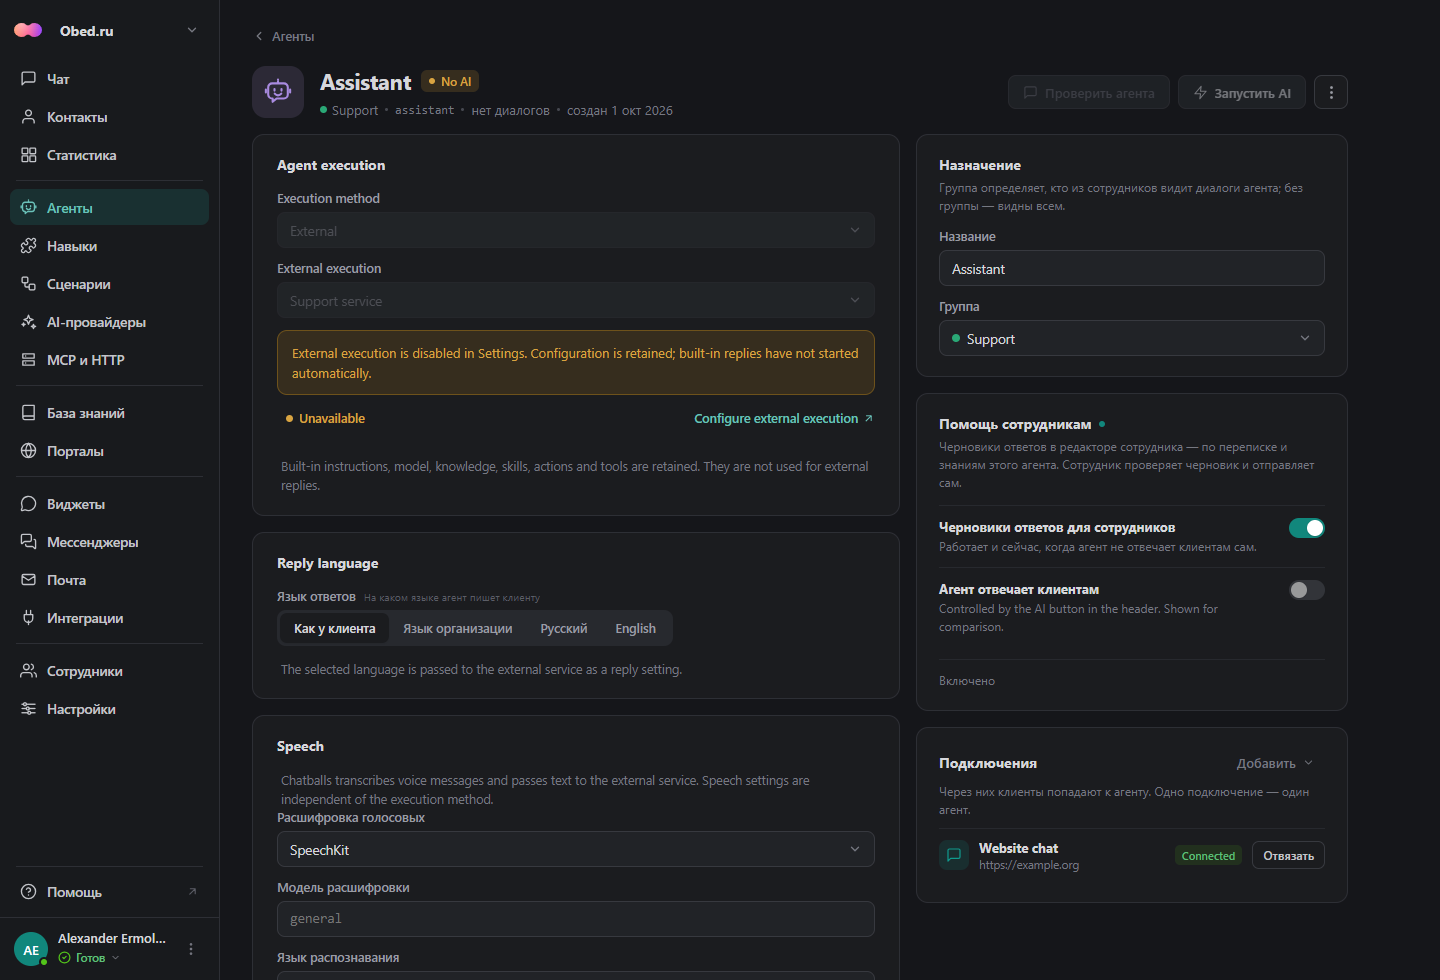 Obed.ru
Чат
Контакты
Статистика
Агенты
Навыки
Сценарии
AI-провайдеры
MCP и HTTP
База знаний
Порталы
Виджеты
Мессенджеры
Почта
Интеграции
Сотрудники
Настройки
Помощь
AE
Alexander Ermol...
Готов
Агенты
Assistant
No AI
Support • assistant • нет диалогов • создан 1 окт 2026
Проверить агента
Запустить AI
Agent execution
Execution method
External
External execution
Support service
External execution is disabled in Settings. Configuration is retained; built-in replies have not started
automatically.
Unavailable
Configure external execution
Built-in instructions, model, knowledge, skills, actions and tools are retained. They are not used for external
replies.
Reply language
Язык ответов На каком языке агент пишет клиенту
Как у клиента
Язык организации
Русский
English
The selected language is passed to the external service as a reply setting.
Speech
Chatballs transcribes voice messages and passes text to the external service. Speech settings are
independent of the execution method.
Расшифровка голосовых
SpeechKit
Модель расшифровки
general
Язык распознавания
Назначение
Группа определяет, кто из сотрудников видит диалоги агента; без
группы — видны всем.
Название
Assistant
Группа
Support
Помощь сотрудникам
Черновики ответов в редакторе сотрудника — по переписке и
знаниям этого агента. Сотрудник проверяет черновик и отправляет
сам.
Черновики ответов для сотрудников
Работает и сейчас, когда агент не отвечает клиентам сам.
Агент отвечает клиентам
Controlled by the AI button in the header. Shown for
comparison.
Включено
Подключения
Добавить
Через них клиенты попадают к агенту. Одно подключение — один
агент.
Website chat
https://example.org
Connected
Отвязать